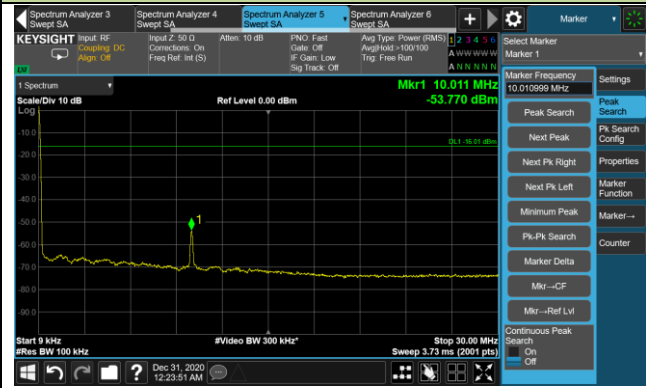 Spectrum Analyzer 3
Swept SA
Spectrum Analyzer 4
Swept SA
Spectrum Analyzer 5
Swept SA
Spectrum Analyzer 6
Swept SA
Marker
KEYSIGHT
Input: RF
Coupling: DC
Align: Off
Input Z: 50 Ω
Corrections: On
Freq Ref: Int (S)
Atten: 10 dB
PNO: Fast
Gate: Off
IF Gain: Low
Sig Track: Off
Avg Type: Power (RMS)
Avg|Hold:>100/100
Trig: Free Run
1 2 3 4 5 6
A W W W W W
A N N N N N
LXI
Select Marker
Marker 1
1 Spectrum
Scale/Div 10 dB
Log
Ref Level 0.00 dBm
Mkr1 10.011 MHz
-53.770 dBm
DL1 -16.01 dBm
-10.0
-20.0
-30.0
-40.0
-50.0
-60.0
-70.0
-80.0
-90.0
1
Start 9 kHz
#Res BW 100 kHz
#Video BW 300 kHz*
Stop 30.00 MHz
Sweep 3.73 ms (2001 pts)
Marker Frequency
10.010999 MHz
Peak Search
Next Peak
Next Pk Right
Next Pk Left
Minimum Peak
Pk-Pk Search
Marker Delta
Mkr→CF
Mkr→Ref Lvl
Continuous Peak
Search
On
Off
Settings
Peak
Search
Pk Search
Config
Properties
Marker
Function
Marker→
Counter
Dec 31, 2020
12:23:51 AM